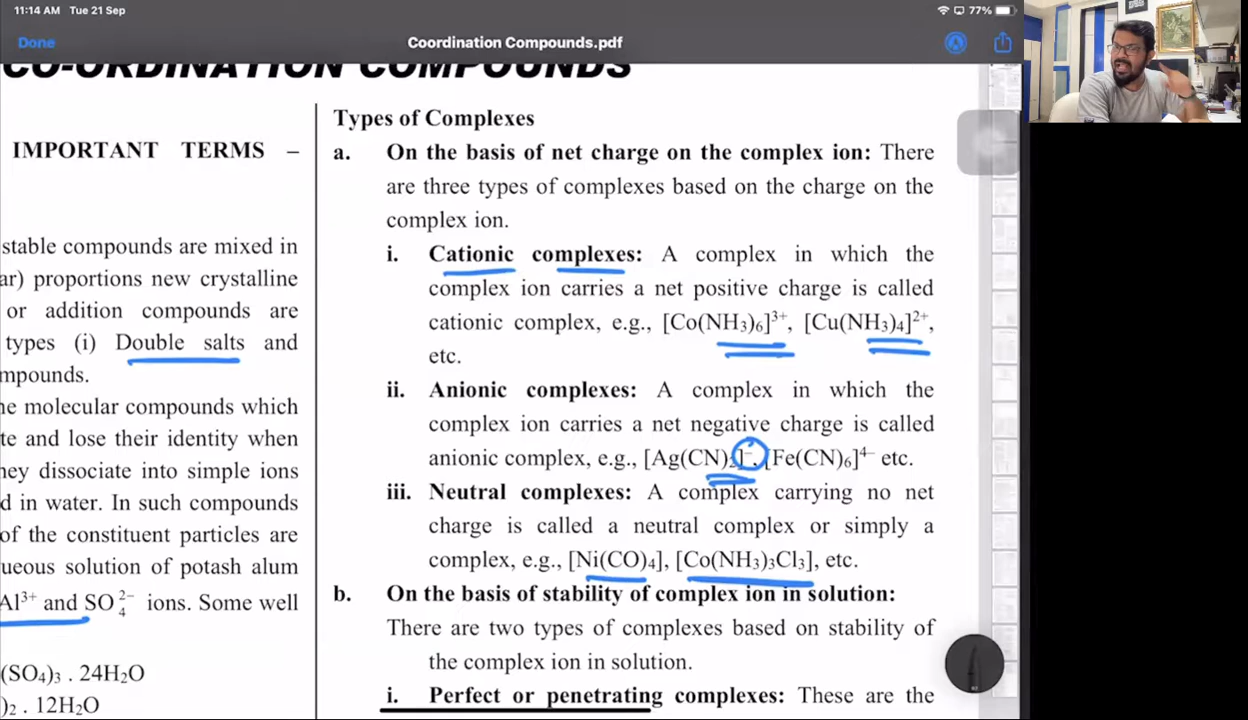 11:14 AM Tue 21 Sep
77%
Done
Coordination Compounds.pdf
CO-ORDINATION COMPOUNDS
IMPORTANT TERMS –
stable compounds are mixed in
ar) proportions new crystalline
or addition compounds are
types (i) Double salts and
mpounds.
he molecular compounds which
te and lose their identity when
hey dissociate into simple ions
d in water. In such compounds
of the constituent particles are
ueous solution of potash alum
Al³⁺ and SO₄²⁻ ions. Some well
(SO₄)₃ . 24H₂O
)₂ . 12H₂O
Types of Complexes
a. On the basis of net charge on the complex ion: There
are three types of complexes based on the charge on the
complex ion.
i. Cationic complexes: A complex in which the
complex ion carries a net positive charge is called
cationic complex, e.g., [Co(NH₃)₆]³⁺, [Cu(NH₃)₄]²⁺,
etc.
ii. Anionic complexes: A complex in which the
complex ion carries a net negative charge is called
anionic complex, e.g., [Ag(CN)₂]⁻, [Fe(CN)₆]⁴⁻ etc.
iii. Neutral complexes: A complex carrying no net
charge is called a neutral complex or simply a
complex, e.g., [Ni(CO)₄], [Co(NH₃)₃Cl₃], etc.
b. On the basis of stability of complex ion in solution:
There are two types of complexes based on stability of
the complex ion in solution.
i. Perfect or penetrating complexes: These are the